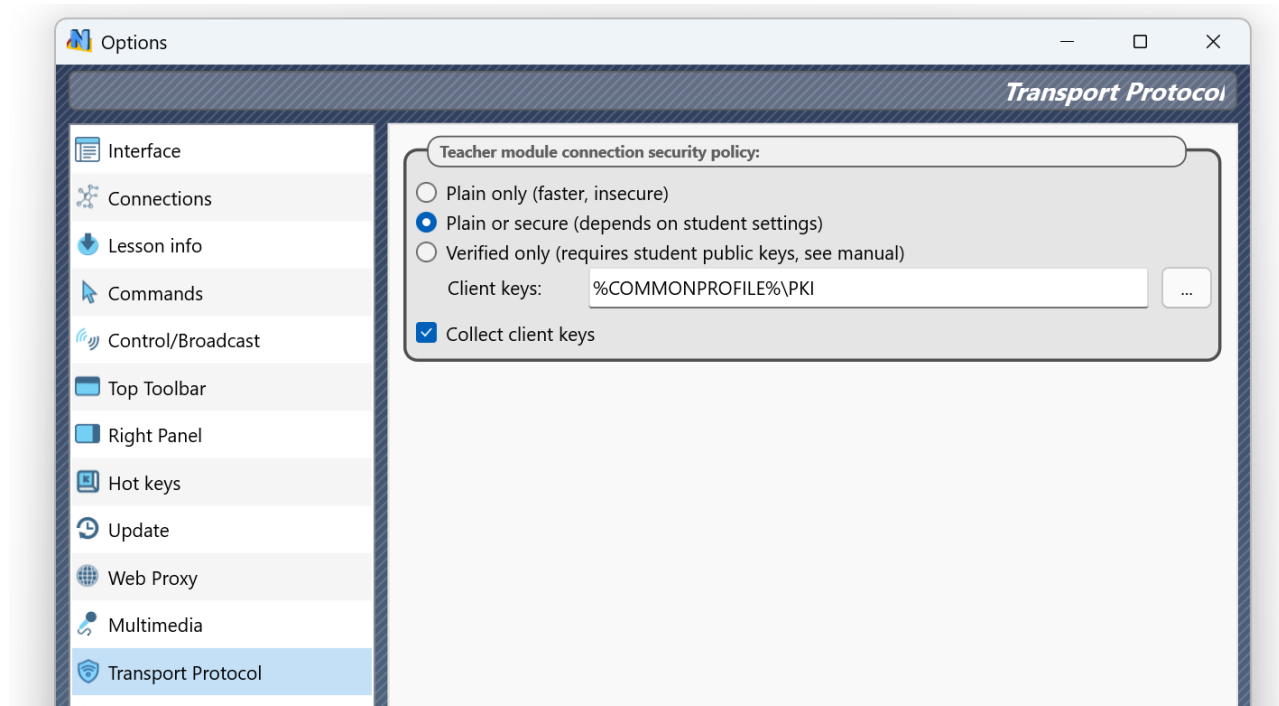 Options
Transport Protocol
Interface
Connections
Lesson info
Commands
Control/Broadcast
Top Toolbar
Right Panel
Hot keys
Update
Web Proxy
Multimedia
Transport Protocol
Teacher module connection security policy:
Plain only (faster, insecure)
Plain or secure (depends on student settings)
Verified only (requires student public keys, see manual)
Client keys: %COMMONPROFILE%\PKI ...
Collect client keys